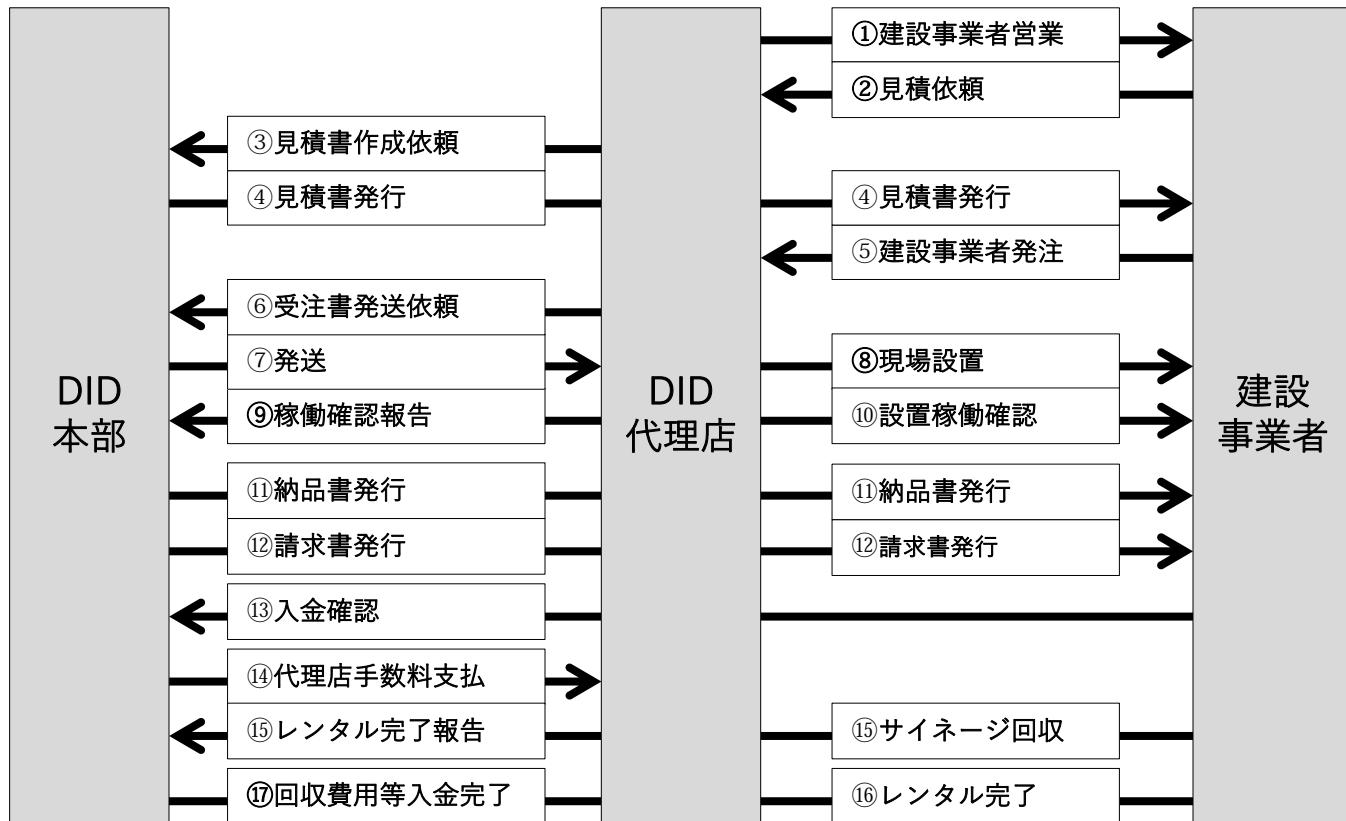 ①建設事業者営業
②見積依頼
③見積書作成依頼
④見積書発行
④見積書発行
⑤建設事業者発注
⑥受注書発送依頼
⑦発送
⑧現場設置
DID
本部
DID
代理店
建設
事業者
⑨稼働確認報告
⑩設置稼働確認
⑪納品書発行
⑪納品書発行
⑫請求書発行
⑫請求書発行
⑬入金確認
⑭代理店手数料支払
⑮レンタル完了報告
⑮サイネージ回収
⑰回収費用等入金完了
⑯レンタル完了